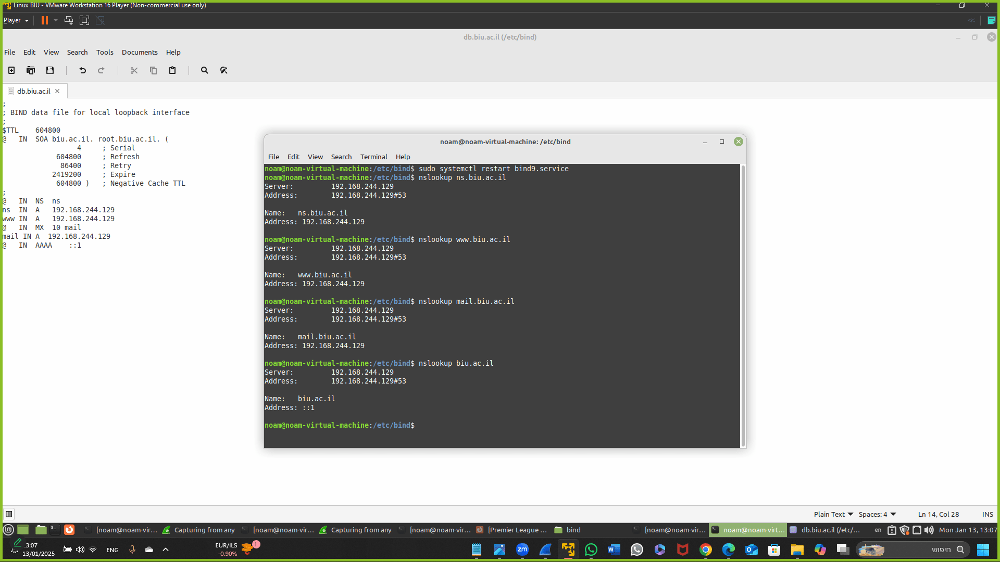 Linux BIU - VMware Workstation 16 Player (Non-commercial use only)
Player
db.biu.ac.il (/etc/bind)
File Edit View Search Tools Documents Help
db.biu.ac.il
;
; BIND data file for local loopback interface
;
$TTL 604800
@ IN SOA biu.ac.il. root.biu.ac.il. (
4 ; Serial
604800 ; Refresh
86400 ; Retry
2419200 ; Expire
604800 ) ; Negative Cache TTL
;
@ IN NS ns
ns IN A 192.168.244.129
www IN A 192.168.244.129
@ IN MX 10 mail
mail IN A 192.168.244.129
@ IN AAAA ::1
noam@noam-virtual-machine: /etc/bind
File Edit View Search Terminal Help
noam@noam-virtual-machine:/etc/bind$ sudo systemctl restart bind9.service
noam@noam-virtual-machine:/etc/bind$ nslookup ns.biu.ac.il
Server: 192.168.244.129
Address: 192.168.244.129#53
Name: ns.biu.ac.il
Address: 192.168.244.129
noam@noam-virtual-machine:/etc/bind$ nslookup www.biu.ac.il
Server: 192.168.244.129
Address: 192.168.244.129#53
Name: www.biu.ac.il
Address: 192.168.244.129
noam@noam-virtual-machine:/etc/bind$ nslookup mail.biu.ac.il
Server: 192.168.244.129
Address: 192.168.244.129#53
Name: mail.biu.ac.il
Address: 192.168.244.129
noam@noam-virtual-machine:/etc/bind$ nslookup biu.ac.il
Server: 192.168.244.129
Address: 192.168.244.129#53
Name: biu.ac.il
Address: ::1
noam@noam-virtual-machine:/etc/bind$
Plain Text Spaces: 4 Ln 14, Col 28 INS
[noam@noam-vir... Capturing from any [noam@noam-vir... Capturing from any [noam@noam-vir... [Premier League ... bind [noam@noam-vir... noam@noam-virt... db.biu.ac.il (/etc/... en Mon Jan 13, 13:07
13:07
13/01/2025
ENG
EUR/ILS
-0.90%
1
zm
חיפוש